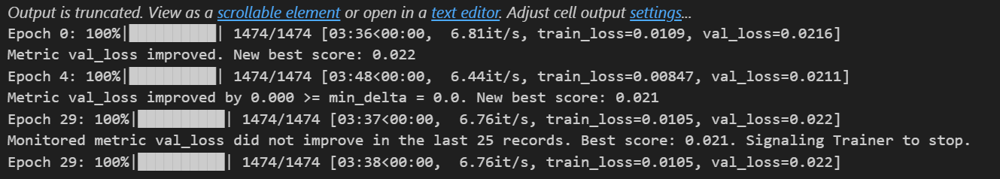 Output is truncated. View as a scrollable element or open in a text editor. Adjust cell output settings...
Epoch 0: 100%|██████████| 1474/1474 [03:36<00:00,  6.81it/s, train_loss=0.0109, val_loss=0.0216]
Metric val_loss improved. New best score: 0.022
Epoch 4: 100%|██████████| 1474/1474 [03:48<00:00,  6.44it/s, train_loss=0.00847, val_loss=0.0211]
Metric val_loss improved by 0.000 >= min_delta = 0.0. New best score: 0.021
Epoch 29: 100%|██████████| 1474/1474 [03:37<00:00,  6.76it/s, train_loss=0.0105, val_loss=0.022]
Monitored metric val_loss did not improve in the last 25 records. Best score: 0.021. Signaling Trainer to stop.
Epoch 29: 100%|██████████| 1474/1474 [03:38<00:00,  6.76it/s, train_loss=0.0105, val_loss=0.022]